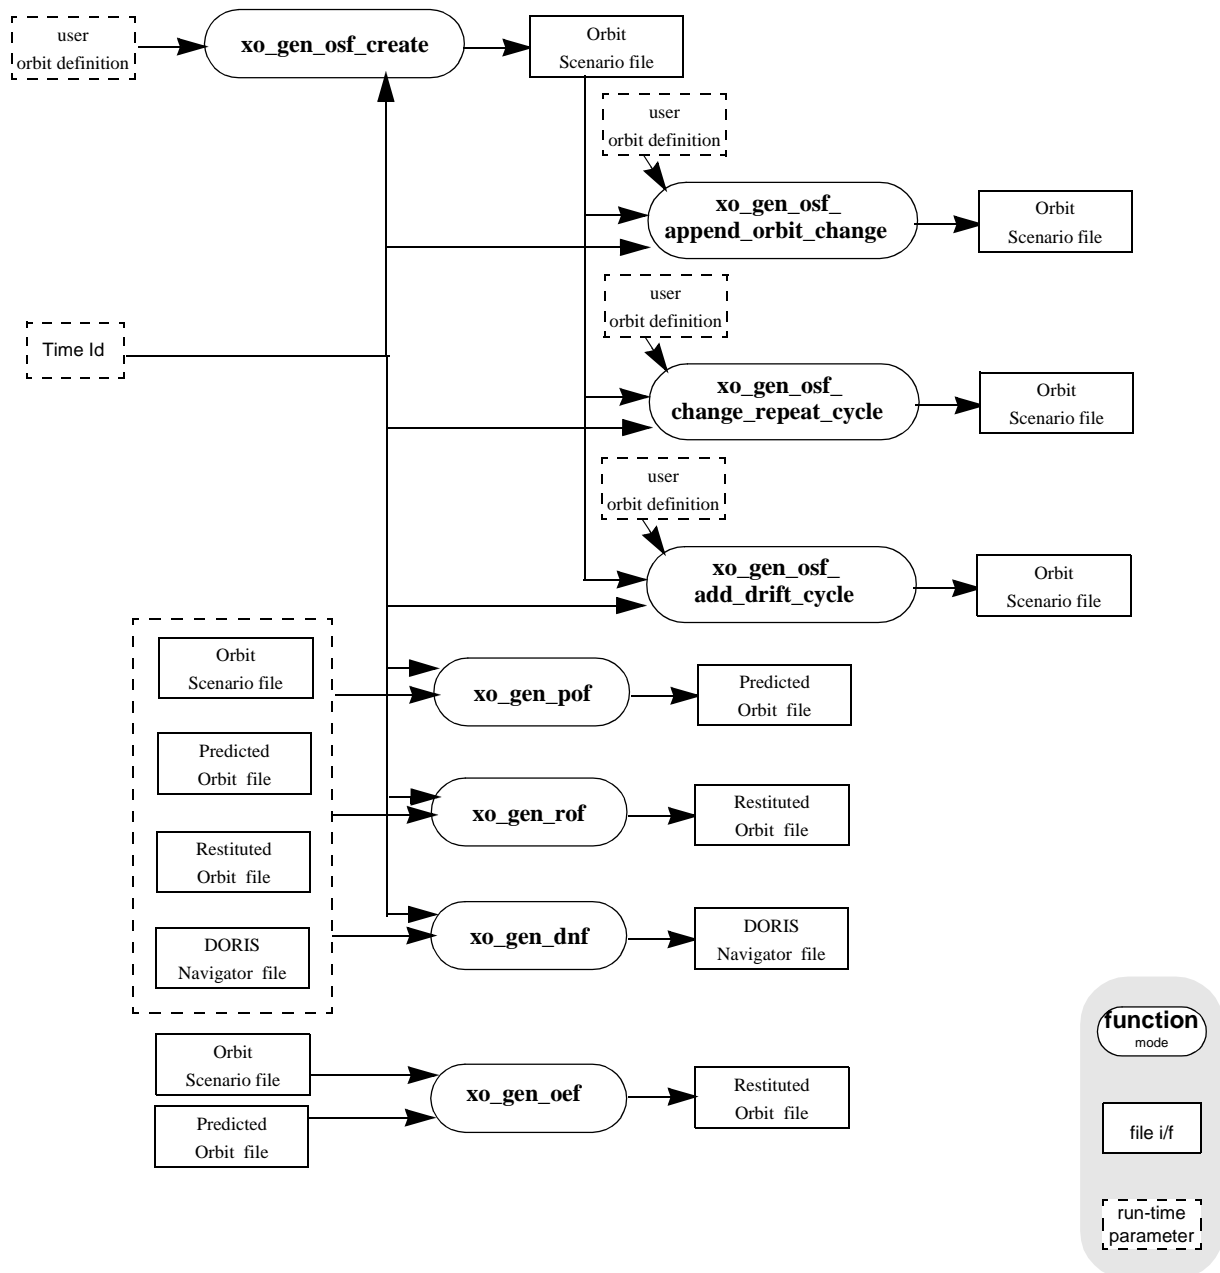 user
orbit definition
xo_gen_osf_create
Orbit
Scenario file
user
orbit definition
xo_gen_osf_
append_orbit_change
Orbit
Scenario file
user
orbit definition
Time Id
xo_gen_osf_
change_repeat_cycle
Orbit
Scenario file
user
orbit definition
xo_gen_osf_
add_drift_cycle
Orbit
Scenario file
Orbit
Scenario file
xo_gen_pof
Predicted
Orbit file
Predicted
Orbit file
xo_gen_rof
Restituted
Orbit file
Restituted
Orbit file
DORIS
Navigator file
xo_gen_dnf
DORIS
Navigator file
Orbit
Scenario file
Predicted
Orbit file
xo_gen_oef
Restituted
Orbit file
function
mode
file i/f
run-time
parameter